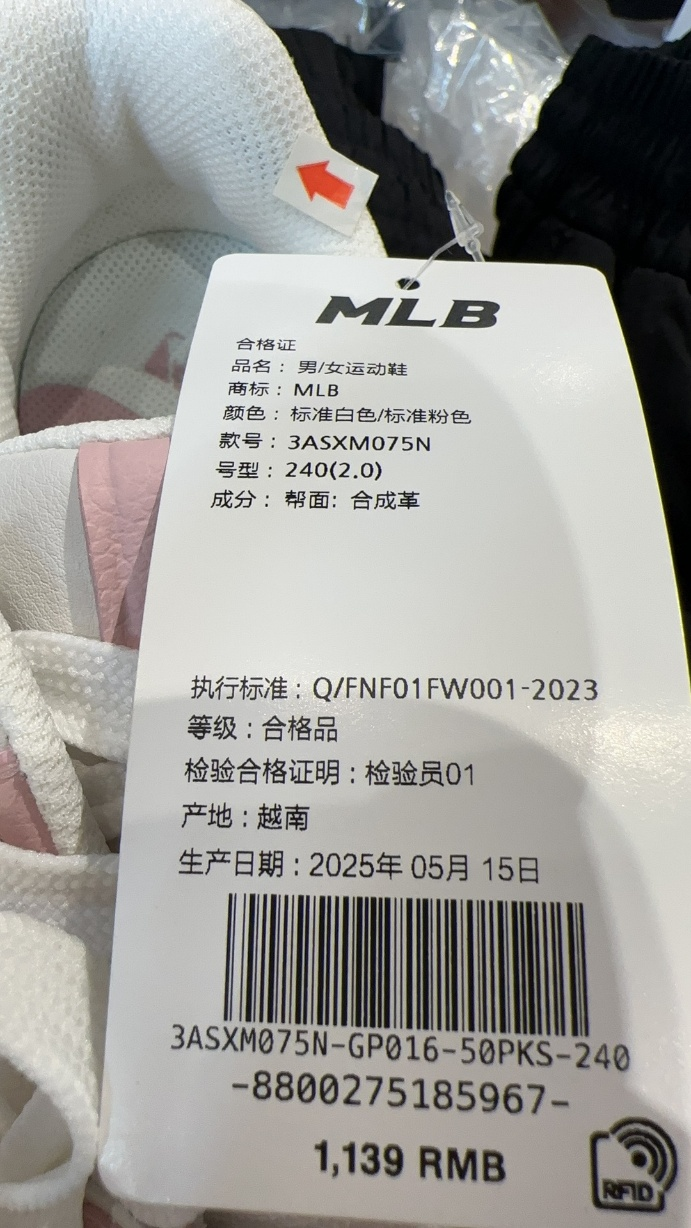 MLB
合格证
品名： 男/女运动鞋
商标： MLB
颜色： 标准白色/标准粉色
款号： 3ASXM075N
号型： 240(2.0)
成分： 帮面: 合成革
执行标准：Q/FNF01FW001-2023
等级：合格品
检验合格证明：检验员01
产地：越南
生产日期：2025年 05月 15日
3ASXM075N-GP016-50PKS-240
-8800275185967-
1,139 RMB
RFID